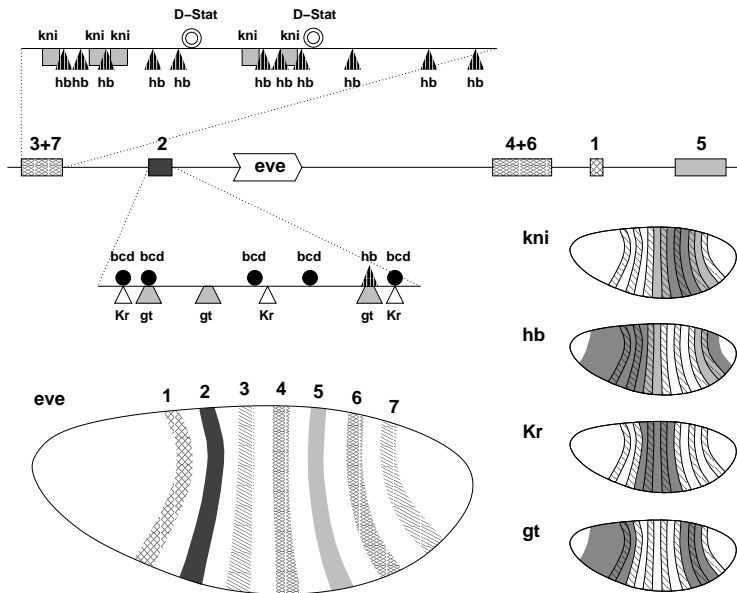 D-Stat D-Stat
kni kni kni kni kni
hb hb hb hb hb hb hb hb hb hb
3+7 2 4+6 1 5
eve
kni
bcd bcd bcd bcd hb bcd
Kr gt gt Kr gt Kr
hb
eve 1 2 3 4 5 6 7
Kr
gt